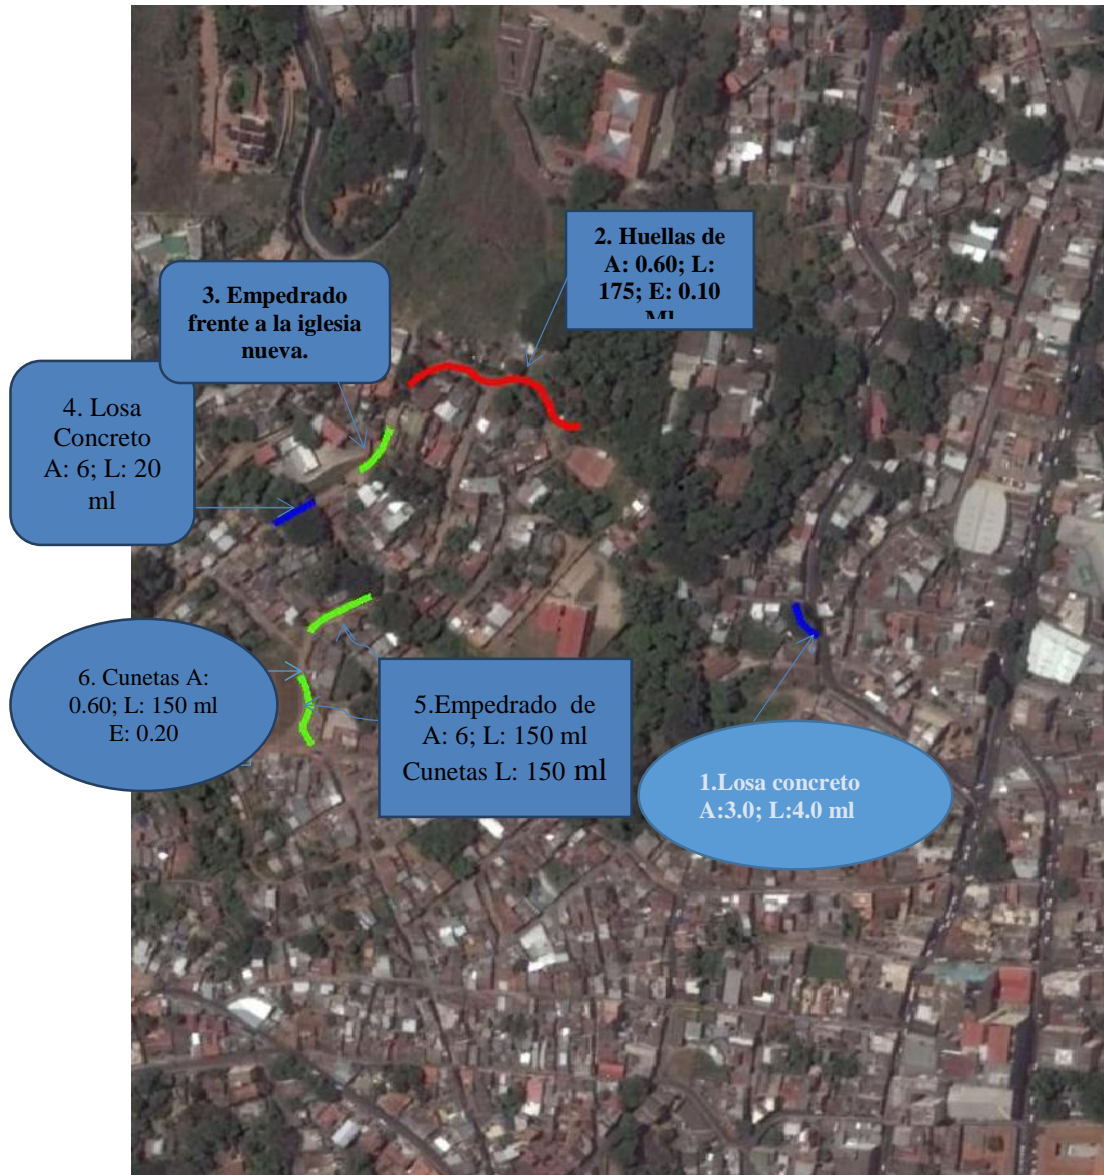 2. Huellas de
A: 0.60; L:
175; E: 0.10
Ml
3. Empedrado
frente a la iglesia
nueva.
4. Losa
Concreto
A: 6; L: 20
ml
6. Cunetas A:
0.60; L: 150 ml
E: 0.20
5.Empedrado de
A: 6; L: 150 ml
Cunetas L: 150 ml
1.Losa concreto
A:3.0; L:4.0 ml